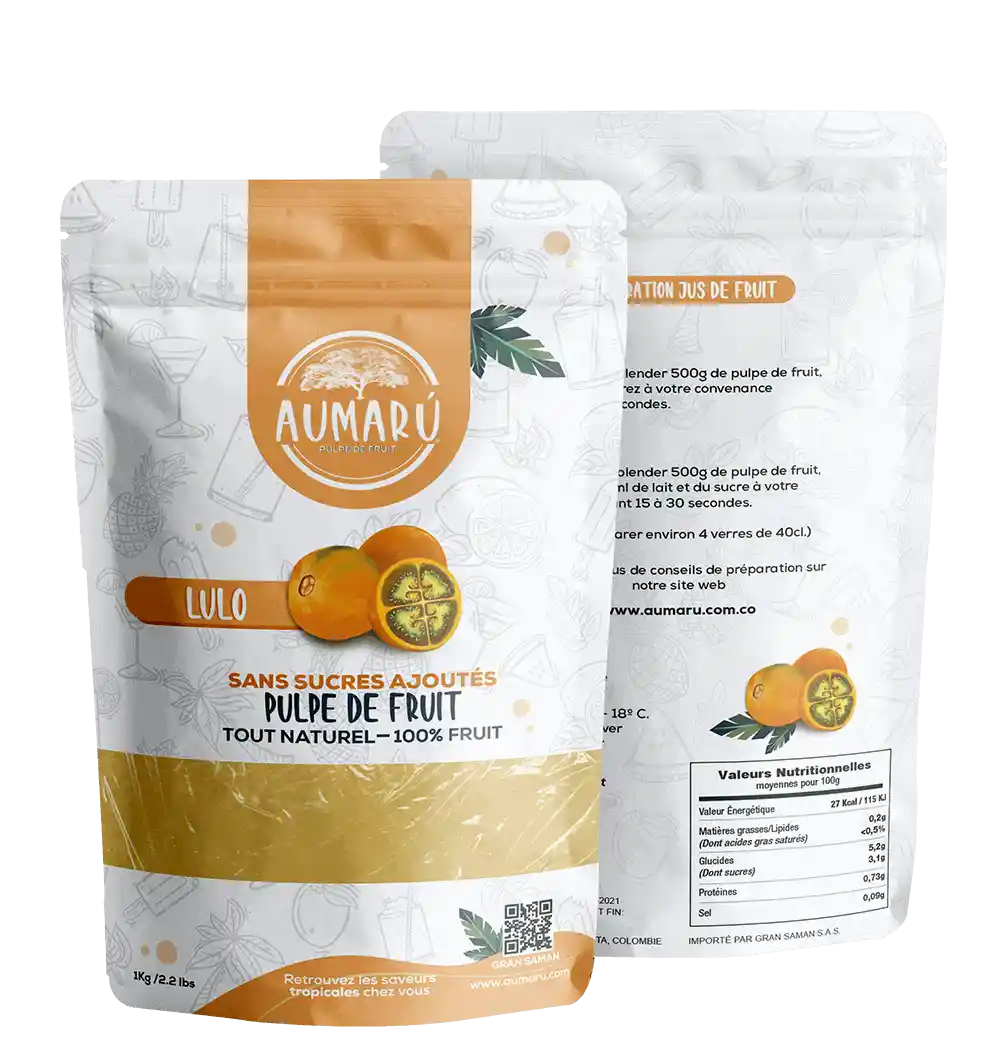 AUMARÚ
PULPE DE FRUIT
LULO
SANS SUCRES AJOUTÉS
PULPE DE FRUIT
TOUT NATUREL—100% FRUIT
1Kg /2.2 lbs
Retrouvez les saveurs
tropicales chez vous
GRAN SAMAN
www.aumaru.com
RATION JUS DE FRUIT
lender 500g de pulpe de fruit,
rez à votre convenance
condes.
blender 500g de pulpe de fruit,
ml de lait et du sucre à votre
nt 15 à 30 secondes.
arer environ 4 verres de 40cl.)
us de conseils de préparation sur
notre site web
www.aumaru.com.co
- 18º C.
ver
t
Valeurs Nutritionnelles
moyennes pour 100g
Valeur Énergétique 27 Kcal / 115 KJ
Matières grasses/Lipides 0,2g
(Dont acides gras saturés) <0,5%
Glucides 5,2g
(Dont sucres) 3,1g
Protéines 0,73g
Sel 0,09g
2021
T FIN:
TA, COLOMBIE
IMPORTÉ PAR GRAN SAMAN S.A.S.